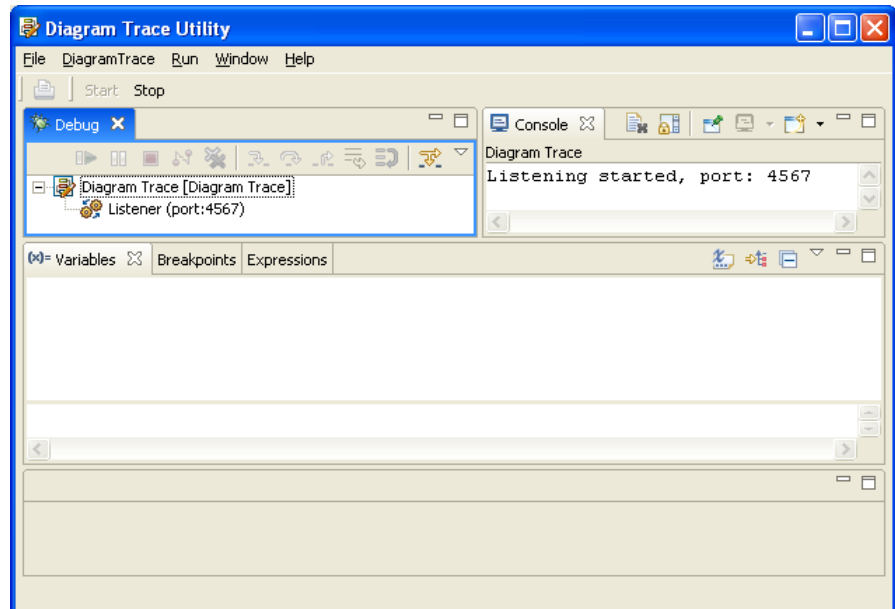 Diagram Trace Utility
File DiagramTrace Run Window Help
Start Stop
Debug
Diagram Trace [Diagram Trace]
Listener (port:4567)
Console
Diagram Trace
Listening started, port: 4567
(x)= Variables Breakpoints Expressions